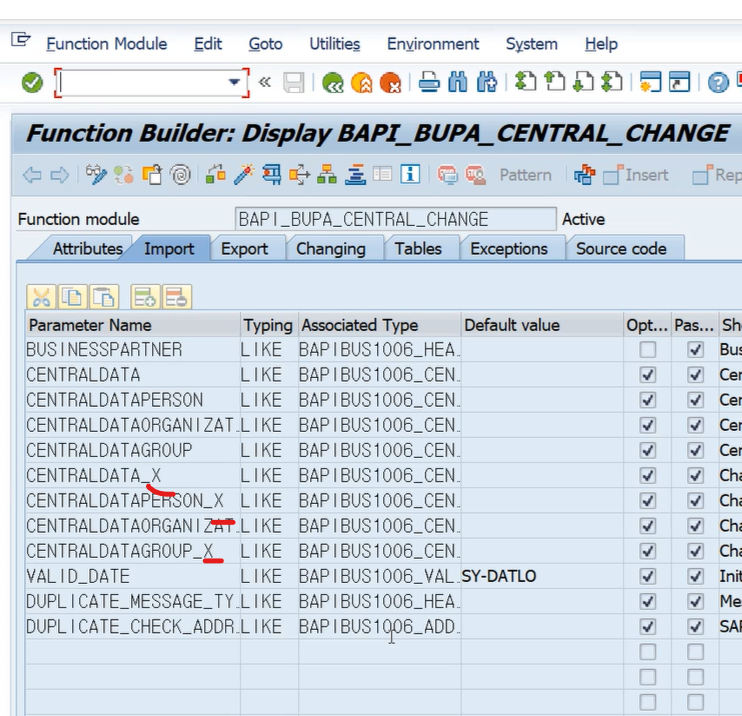 Function Module Edit Goto Utilities Environment System Help
Function Builder: Display BAPI_BUPA_CENTRAL_CHANGE
Pattern Insert Rep
Function module BAPI_BUPA_CENTRAL_CHANGE Active
Attributes Import Export Changing Tables Exceptions Source code
Parameter Name Typing Associated Type Default value Opt... Pas... Sh
BUSINESSPARTNER LIKE BAPIBUS1006_HEA. Bus
CENTRALDATA LIKE BAPIBUS1006_CEN. Cer
CENTRALDATAPERSON LIKE BAPIBUS1006_CEN. Cer
CENTRALDATAORGANIZAT. LIKE BAPIBUS1006_CEN. Cer
CENTRALDATAGROUP LIKE BAPIBUS1006_CEN. Cer
CENTRALDATA_X LIKE BAPIBUS1006_CEN. Cha
CENTRALDATAPERSON_X LIKE BAPIBUS1006_CEN. Cha
CENTRALDATAORGANIZAT. LIKE BAPIBUS1006_CEN. Cha
CENTRALDATAGROUP_X LIKE BAPIBUS1006_CEN. Cha
VALID_DATE LIKE BAPIBUS1006_VAL. SY-DATLO Init
DUPLICATE_MESSAGE_TY. LIKE BAPIBUS1006_HEA. Me
DUPLICATE_CHECK_ADDR. LIKE BAPIBUS1006_ADD. SAF